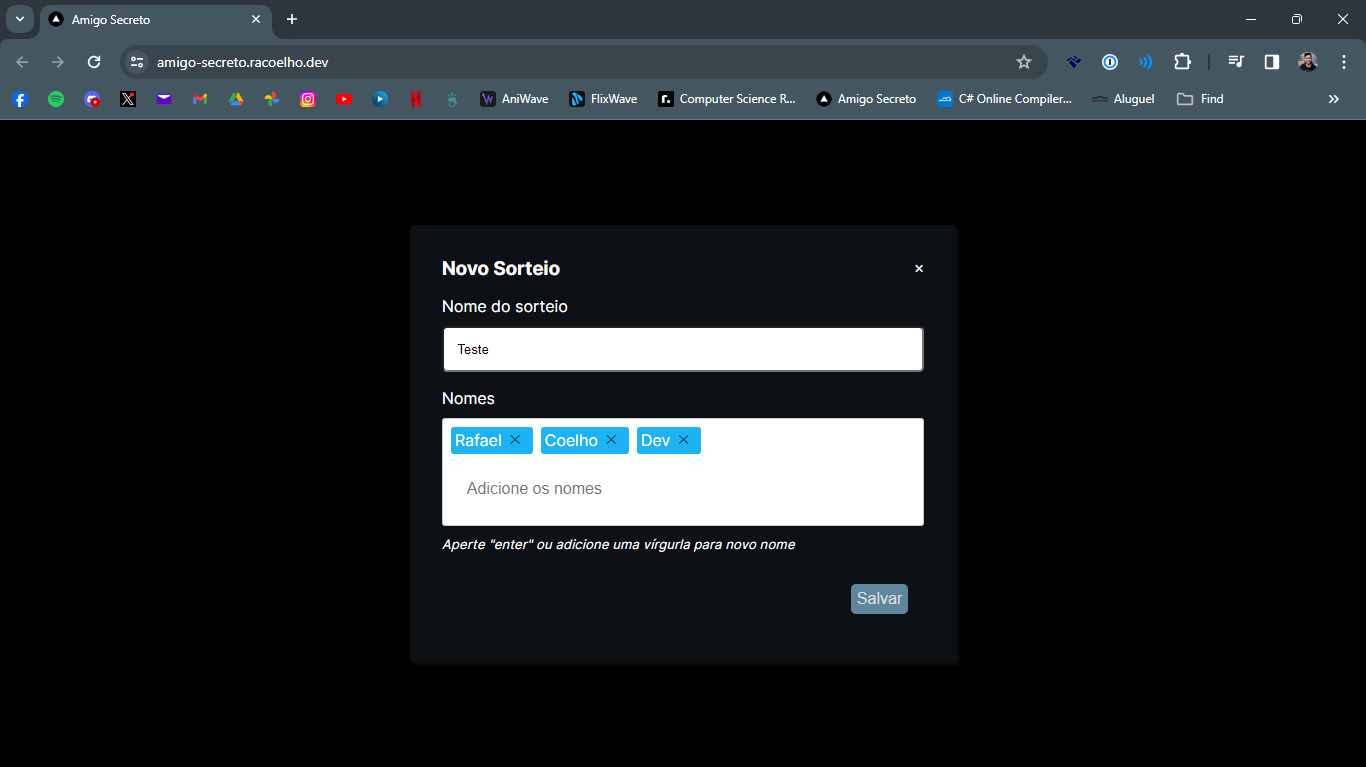 Amigo Secreto
amigo-secreto.racoelho.dev
AniWave FlixWave Computer Science R... Amigo Secreto C# Online Compiler... Aluguel Find
Novo Sorteio
Nome do sorteio
Teste
Nomes
Rafael Coelho Dev
Adicione os nomes
Aperte "enter" ou adicione uma vírgurla para novo nome
Salvar